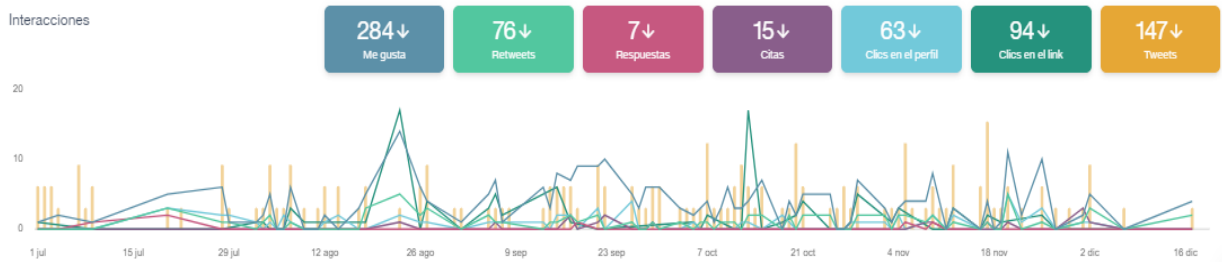 Interacciones
284↓
Me gusta
76↓
Retweets
7↓
Respuestas
15↓
Citas
63↓
Clics en el perfil
94↓
Clics en el link
147↓
Tweets
20
10
0
1 jul 15 jul 29 jul 12 ago 26 ago 9 sep 23 sep 7 oct 21 oct 4 nov 18 nov 2 dic 16 dic